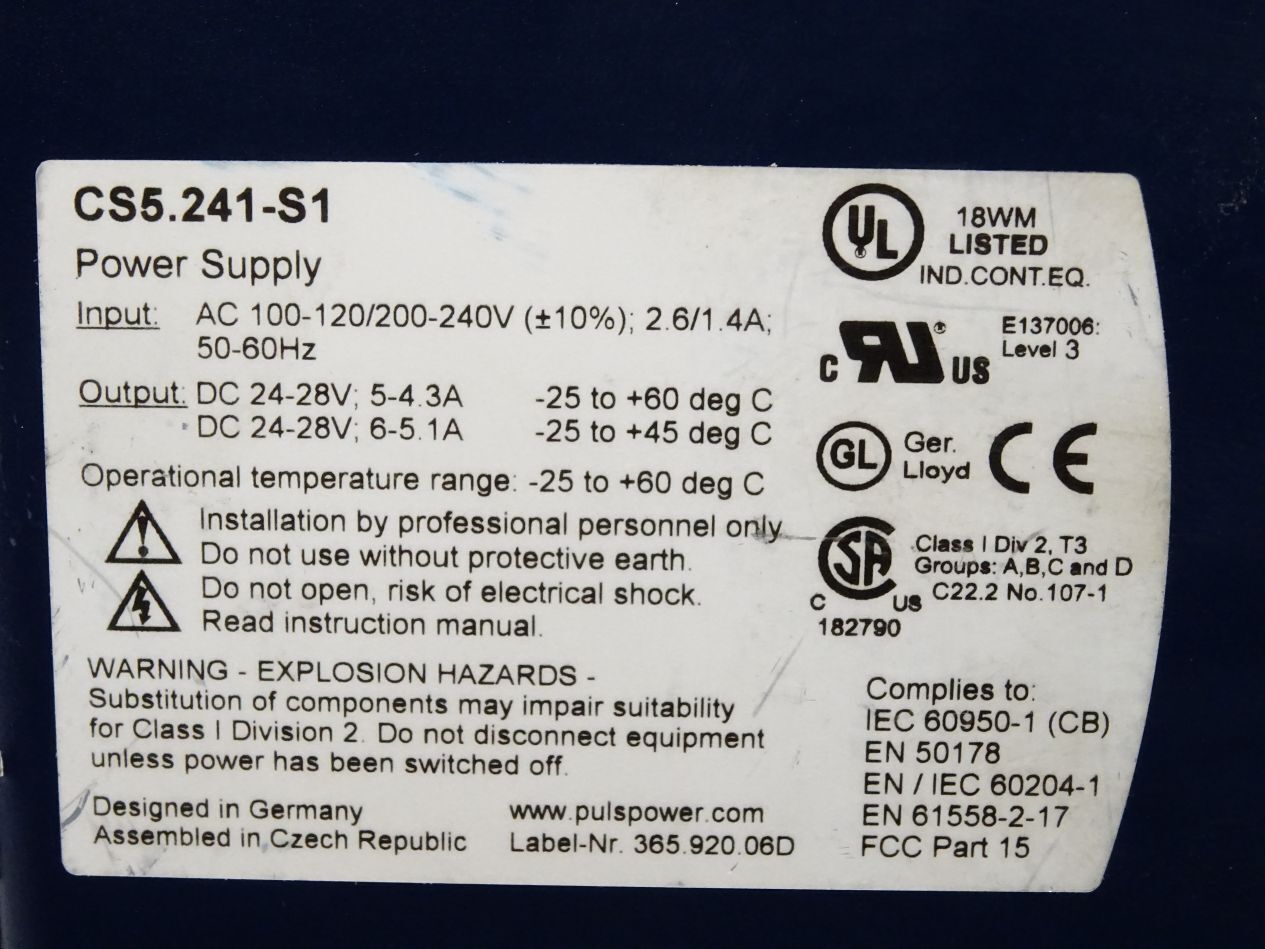 CS5.241-S1
Power Supply
Input: AC 100-120/200-240V (±10%); 2.6/1.4A;
50-60Hz
Output: DC 24-28V; 5-4.3A -25 to +60 deg C
DC 24-28V; 6-5.1A -25 to +45 deg C
Operational temperature range: -25 to +60 deg C
Installation by professional personnel only
Do not use without protective earth.
Do not open, risk of electrical shock.
Read instruction manual.
WARNING - EXPLOSION HAZARDS -
Substitution of components may impair suitability
for Class I Division 2. Do not disconnect equipment
unless power has been switched off.
Designed in Germany
Assembled in Czech Republic
www.pulspower.com
Label-Nr. 365.920.06D
UL ®
18WM
LISTED
IND.CONT.EQ.
C RU ® US
E137006:
Level 3
GL
Ger.
Lloyd
CE
C SA US
182790
Class I Div 2, T3
Groups: A,B,C and D
C22.2 No.107-1
Complies to:
IEC 60950-1 (CB)
EN 50178
EN / IEC 60204-1
EN 61558-2-17
FCC Part 15